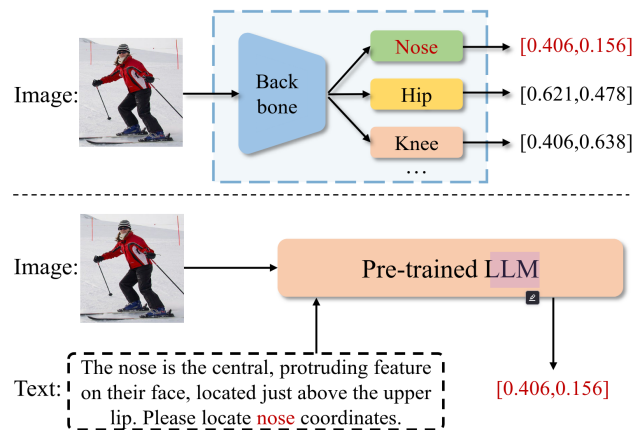 Image:
Back
bone
Nose
[0.406,0.156]
Hip
[0.621,0.478]
Knee
[0.406,0.638]
...
Image:
Pre-trained LLM
Text:
The nose is the central, protruding feature
on their face, located just above the upper
lip. Please locate nose coordinates.
[0.406,0.156]